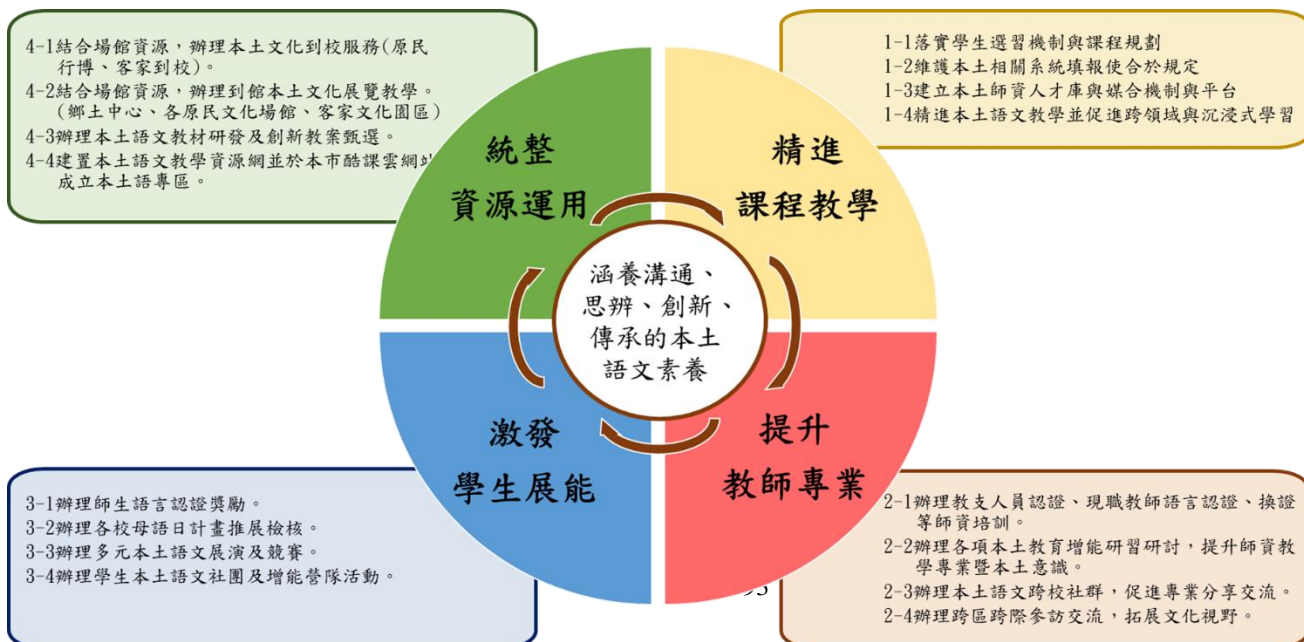 4-1結合場館資源，辦理本土文化到校服務(原民
行博、客家到校)。
4-2結合場館資源，辦理到館本土文化展覽教學。
(鄉土中心、各原民文化場館、客家文化園區)
4-3辦理本土語文教材研發及創新教案甄選。
4-4建置本土語文教學資源網並於本市酷課雲網站
成立本土語專區。
1-1落實學生選習機制與課程規劃
1-2維護本土相關系統填報使合於規定
1-3建立本土師資人才庫與媒合機制與平台
1-4精進本土語文教學並促進跨領域與沉浸式學習
統整
資源運用
精進
課程教學
涵養溝通、
思辨、創新、
傳承的本土
語文素養
激發
學生展能
提升
教師專業
3-1辦理師生語言認證獎勵。
3-2辦理各校母語日計畫推展檢核。
3-3辦理多元本土語文展演及競賽。
3-4辦理學生本土語文社團及增能營隊活動。
2-1辦理教支人員認證、現職教師語言認證、換證
等師資培訓。
2-2辦理各項本土教育增能研習研討，提升師資教
學專業暨本土意識。
2-3辦理本土語文跨校社群，促進專業分享交流。
2-4辦理跨區跨際參訪交流，拓展文化視野。